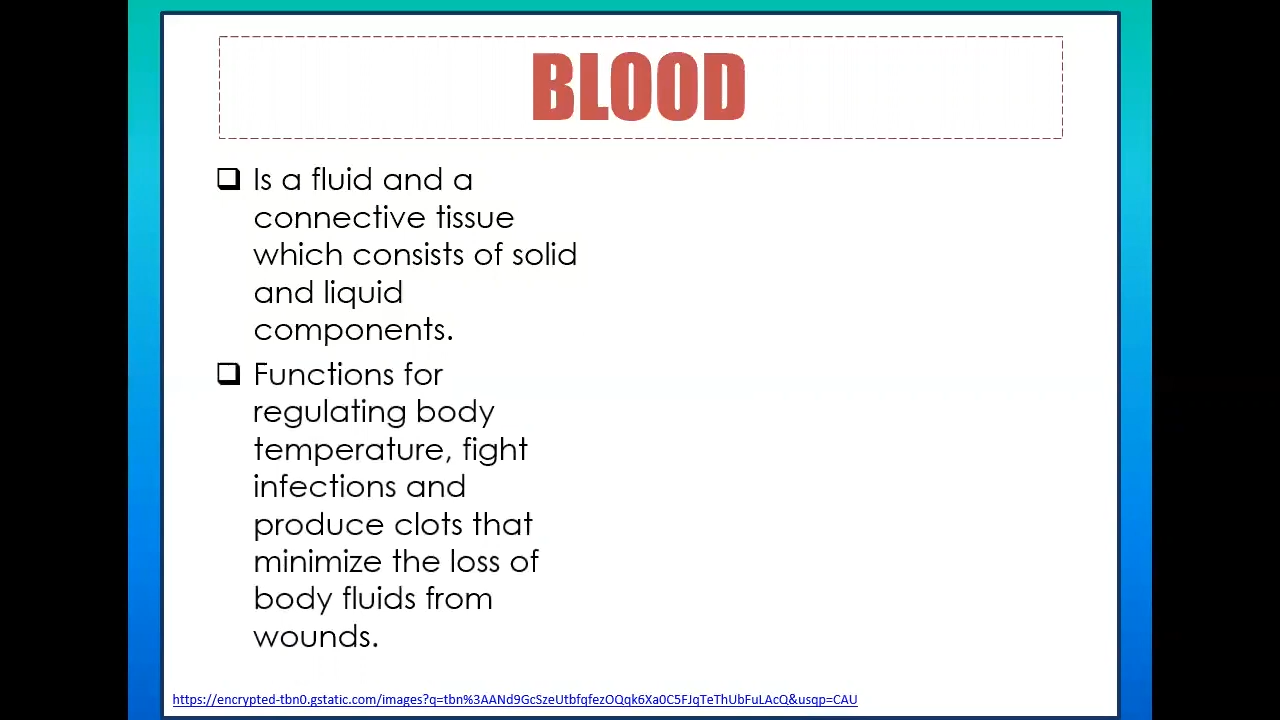 BLOOD
❑ Is a fluid and a
connective tissue
which consists of solid
and liquid
components.
❑ Functions for
regulating body
temperature, fight
infections and
produce clots that
minimize the loss of
body fluids from
wounds.
https://encrypted-tbn0.gstatic.com/images?q=tbn%3AANd9GcSzeUtbfqfezOQqk6Xa0C5FJqTeThUbFuLAcQ&usqp=CAU